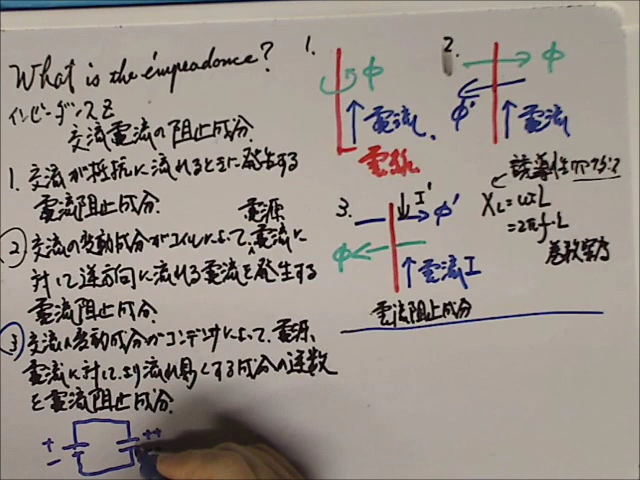 What is the impeadance?
インピーダンスZ
交流電流の阻止成分
1. 交流が抵抗に流れるときに発生する
電流阻止成分.
② 交流の変動成分がコイルによって、電源電流に
対して逆方向に流れる電流を発生する
電流阻止成分.
③ 交流の変動成分がコンデンサによって、電源
電流に対して、より流れ易くする成分の逆数
を電流阻止成分.
+ ++
−
1.
φ
↑電流
電線
2.
φ
φ'
↑電流
誘導性リアクタンス
XL=ωL
=2πf・L
3.
↓I'
φ'
φ
↑電流I
電流阻止成分